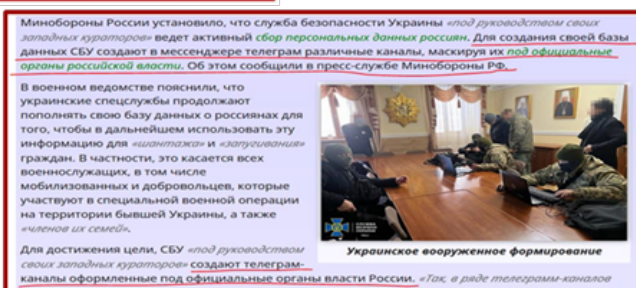 Минобороны России установило, что служба безопасности Украины «под руководством своих
западных кураторов» ведет активный сбор персональных данных россиян. Для создания своей базы
данных СБУ создают в мессенджере телеграм различные каналы, маскируя их под официальные
органы российской власти. Об этом сообщили в пресс-службе Минобороны РФ.
В военном ведомстве пояснили, что
украинские спецслужбы продолжают
пополнять свою базу данных о россиянах для
того, чтобы в дальнейшем использовать эту
информацию для «шантажа» и «запугивания»
граждан. В частности, это касается всех
военнослужащих, в том числе
мобилизованных и добровольцев, которые
участвуют в специальной военной операции
на территории бывшей Украины, а также
«членов их семей».
Украинское вооруженное формирование
Для достижения цели, СБУ «под руководством
своих западных кураторов» создают телеграм-
каналы оформленные под официальные органы власти России. «Так, в ряде телеграмм-каналов